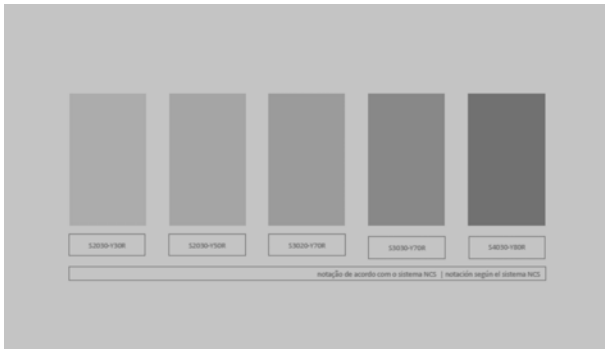 S2030-Y30R
S2030-Y50R
S3020-Y70R
S3030-Y70R
S4030-Y80R
notação de acordo com o sistema NCS | notación según el sistema NCS